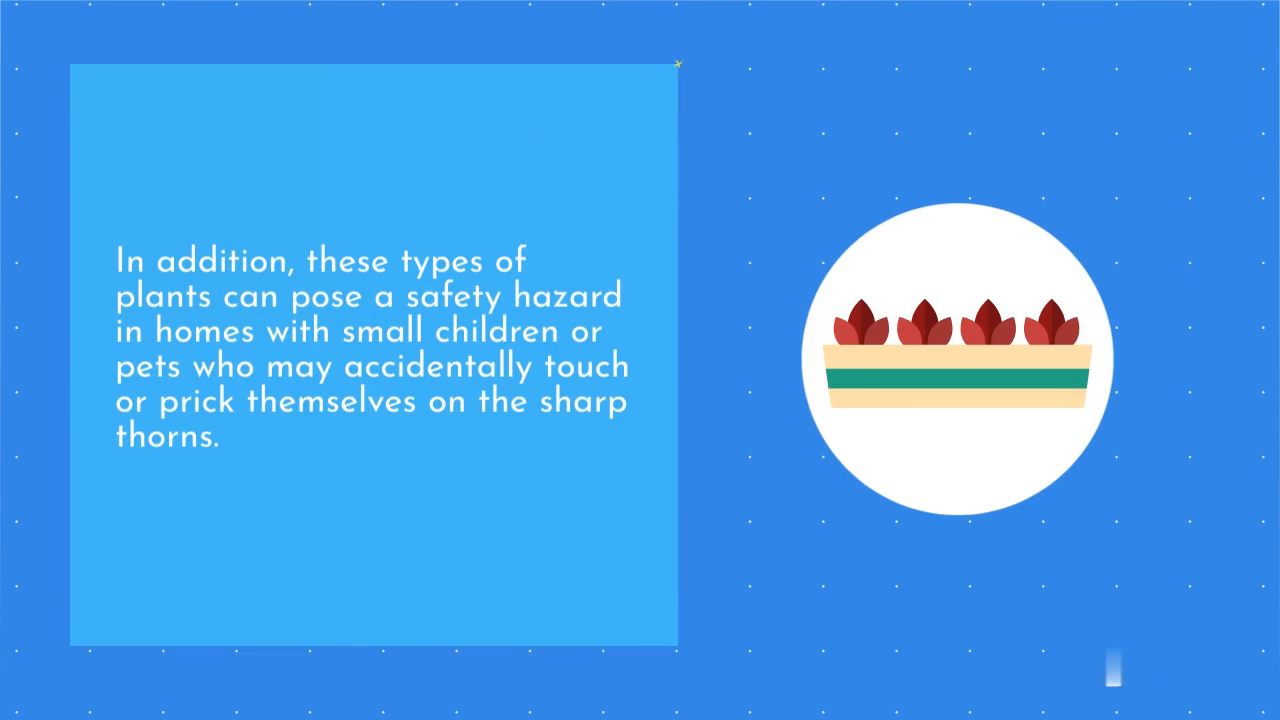 In addition, these types of
plants can pose a safety hazard
in homes with small children or
pets who may accidentally touch
or prick themselves on the sharp
thorns.